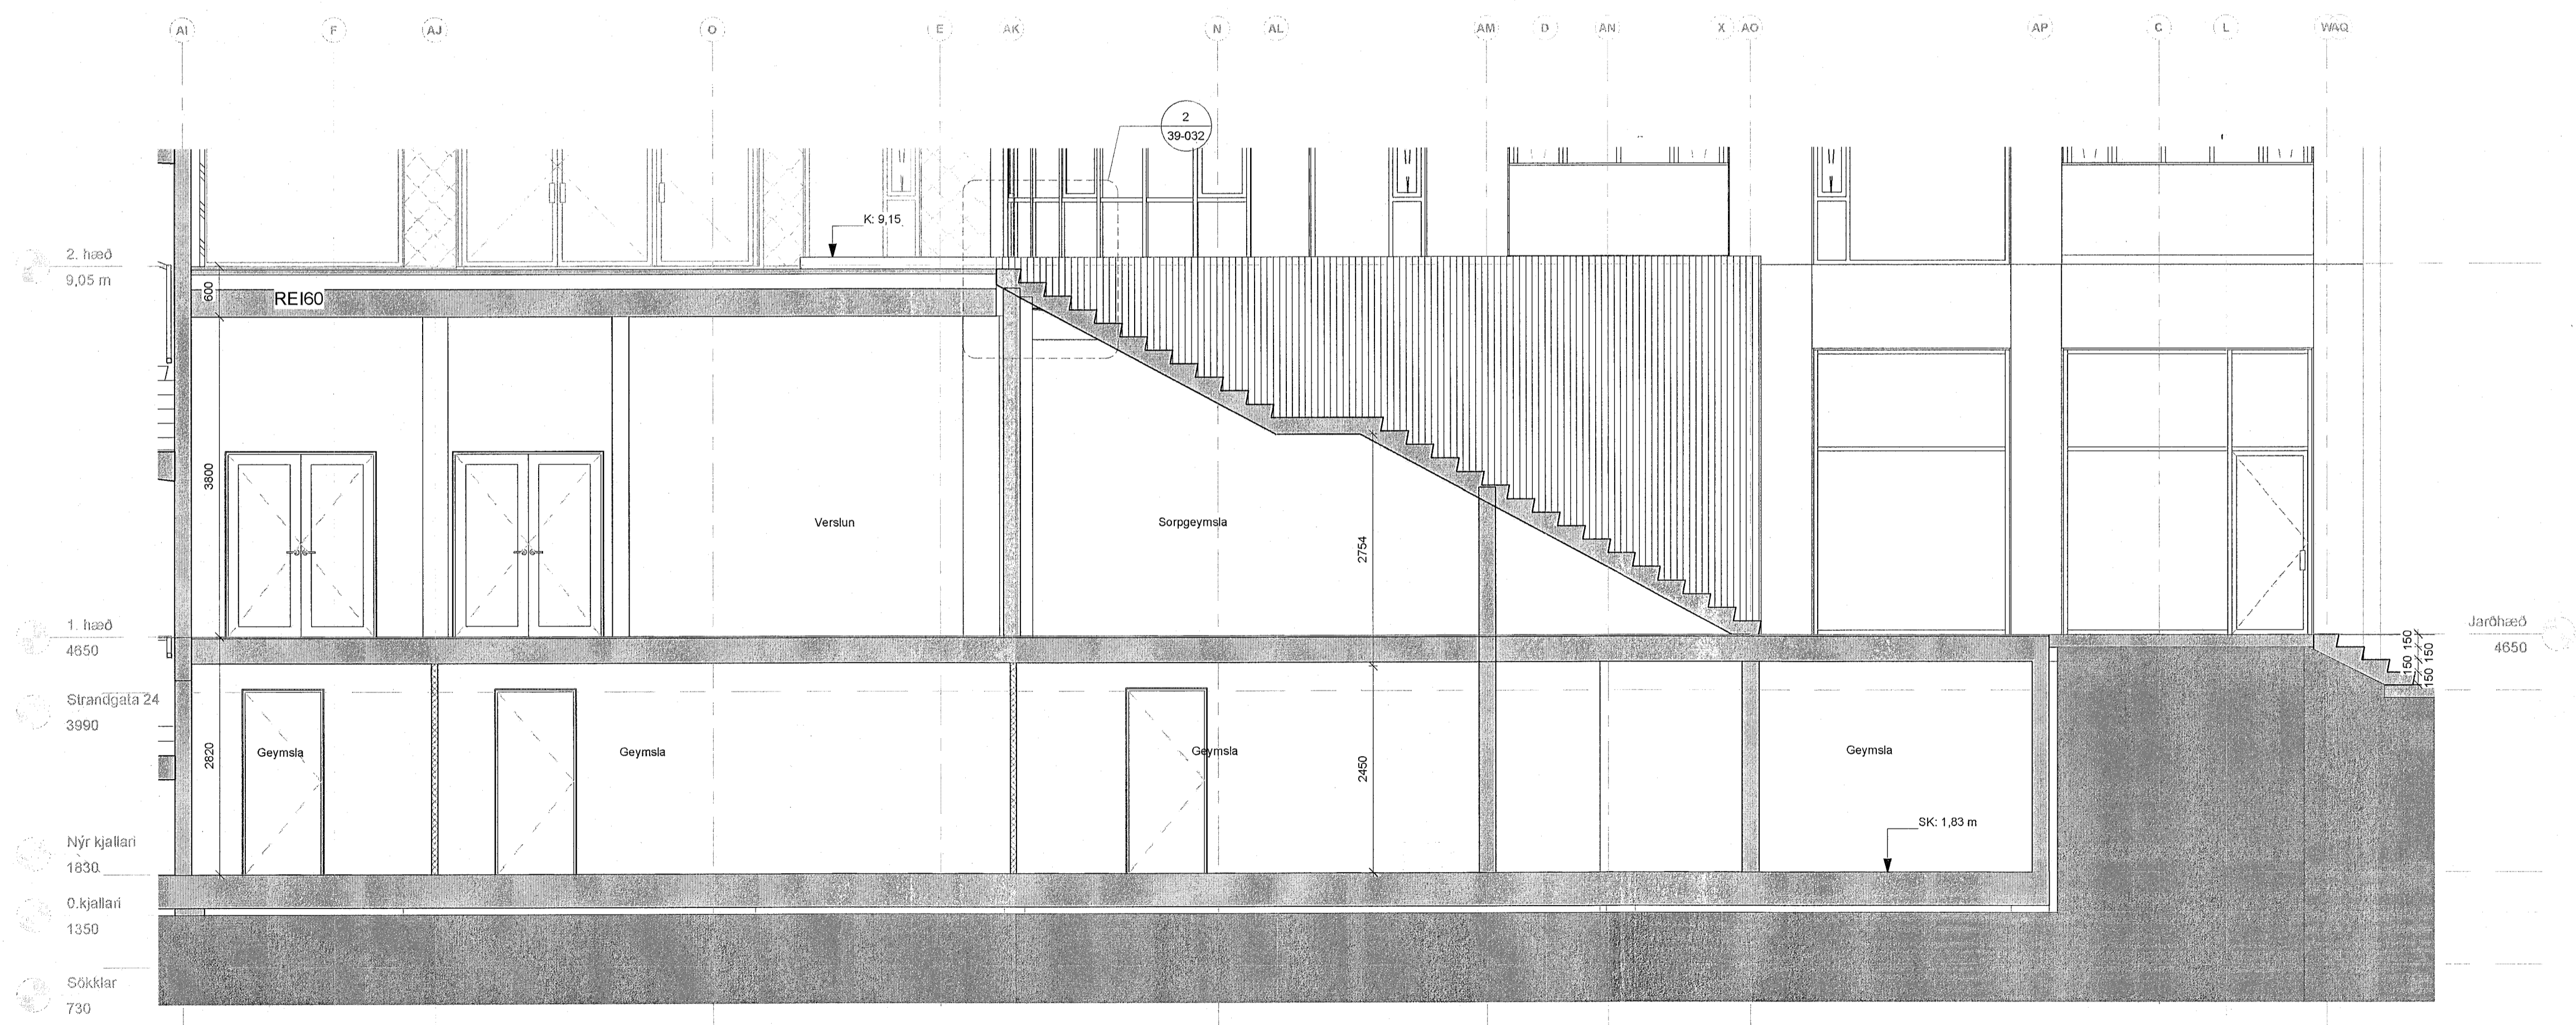 AI F AJ O E AK N AL AM D AN X AO AP C L WAQ
2
39-032
K: 9,15
2. hæð
9,05 m
600
REI60
3800
Verslun
Sorpgeymsla
2754
1. hæð
4650
Jarðhæð
4650
150 150
150 150
Strandgata 24
3990
2820
Geymsla
Geymsla
Geymsla
2450
Geymsla
SK: 1,83 m
Nýr kjallari
1830
0.kjallari
1350
Sökklar
730